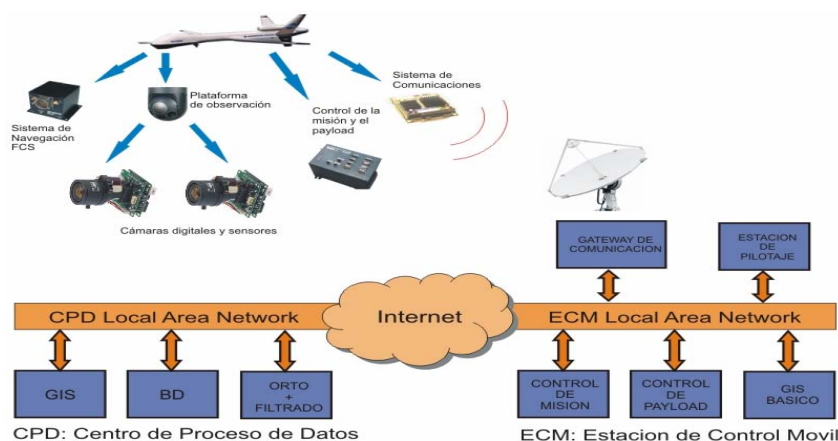 Sistema de
Comunicaciones
Plataforma
de observación
Control de la
misión y el
payload
Sistema de
Navegación
FCS
Cámaras digitales y sensores
GATEWAY DE
COMUNICACION
ESTACION
DE
PILOTAJE
CPD Local Area Network
Internet
ECM Local Area Network
GIS
BD
ORTO
+
FILTRADO
CONTROL
DE
MISION
CONTROL
DE
PAYLOAD
GIS
BASICO
CPD: Centro de Proceso de Datos
ECM: Estacion de Control Movil